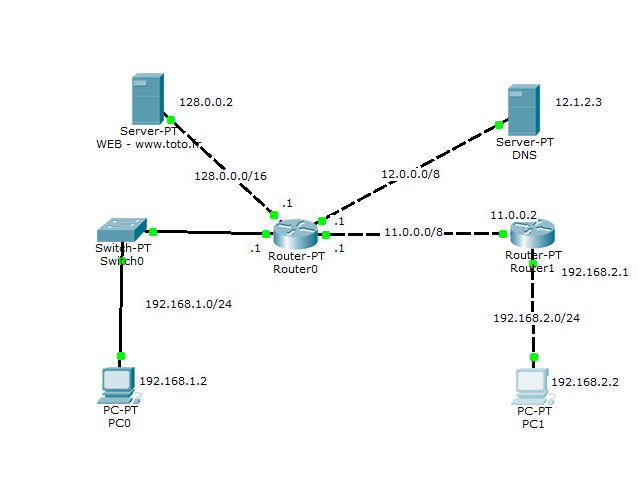 128.0.0.2
Server-PT
WEB - www.toto.fr
12.1.2.3
Server-PT
DNS
128.0.0.0/16
12.0.0.0/8
.1
.1
.1
.1
11.0.0.0/8
11.0.0.2
Switch-PT
Switch0
Router-PT
Router0
Router-PT
Router1
192.168.2.1
192.168.1.0/24
192.168.2.0/24
192.168.1.2
PC-PT
PC0
192.168.2.2
PC-PT
PC1